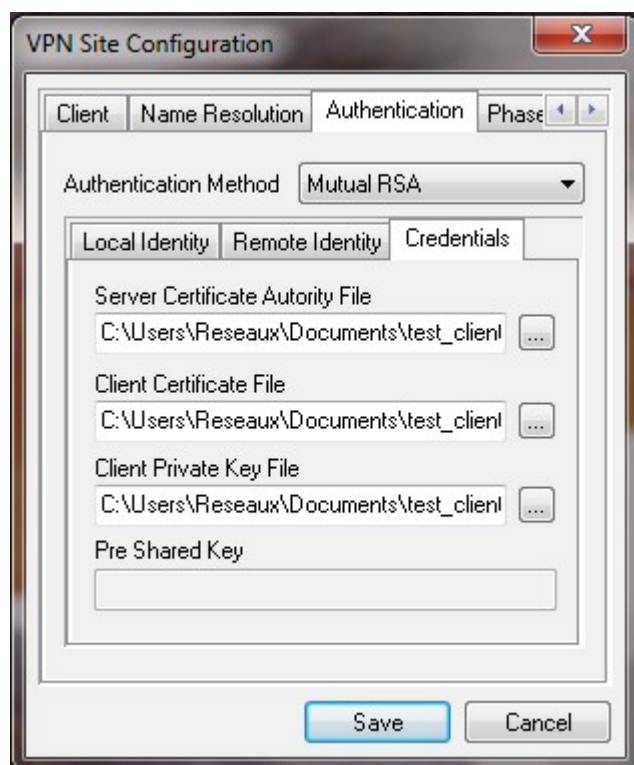 VPN Site Configuration
Client Name Resolution Authentication Phase
Authentication Method Mutual RSA
Local Identity Remote Identity Credentials
Server Certificate Autority File
C:\Users\Reseaux\Documents\test_client
...
Client Certificate File
C:\Users\Reseaux\Documents\test_client
...
Client Private Key File
C:\Users\Reseaux\Documents\test_client
...
Pre Shared Key
Save Cancel